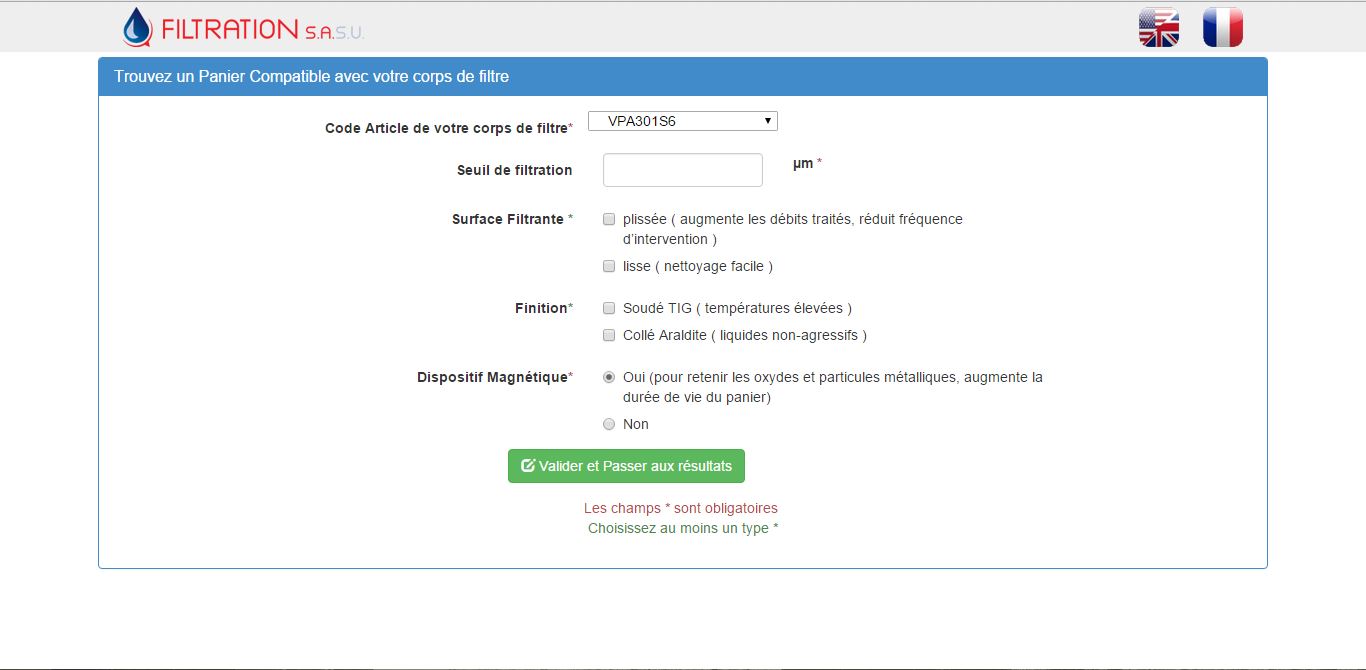 FILTRATION S.A.S.U.
Trouvez un Panier Compatible avec votre corps de filtre
Code Article de votre corps de filtre* VPA301S6
Seuil de filtration µm *
Surface Filtrante * plissée ( augmente les débits traités, réduit fréquence
d'intervention )
lisse ( nettoyage facile )
Finition* Soudé TIG ( températures élevées )
Collé Araldite ( liquides non-agressifs )
Dispositif Magnétique* Oui (pour retenir les oxydes et particules métalliques, augmente la
durée de vie du panier)
Non
Valider et Passer aux résultats
Les champs * sont obligatoires
Choisissez au moins un type *